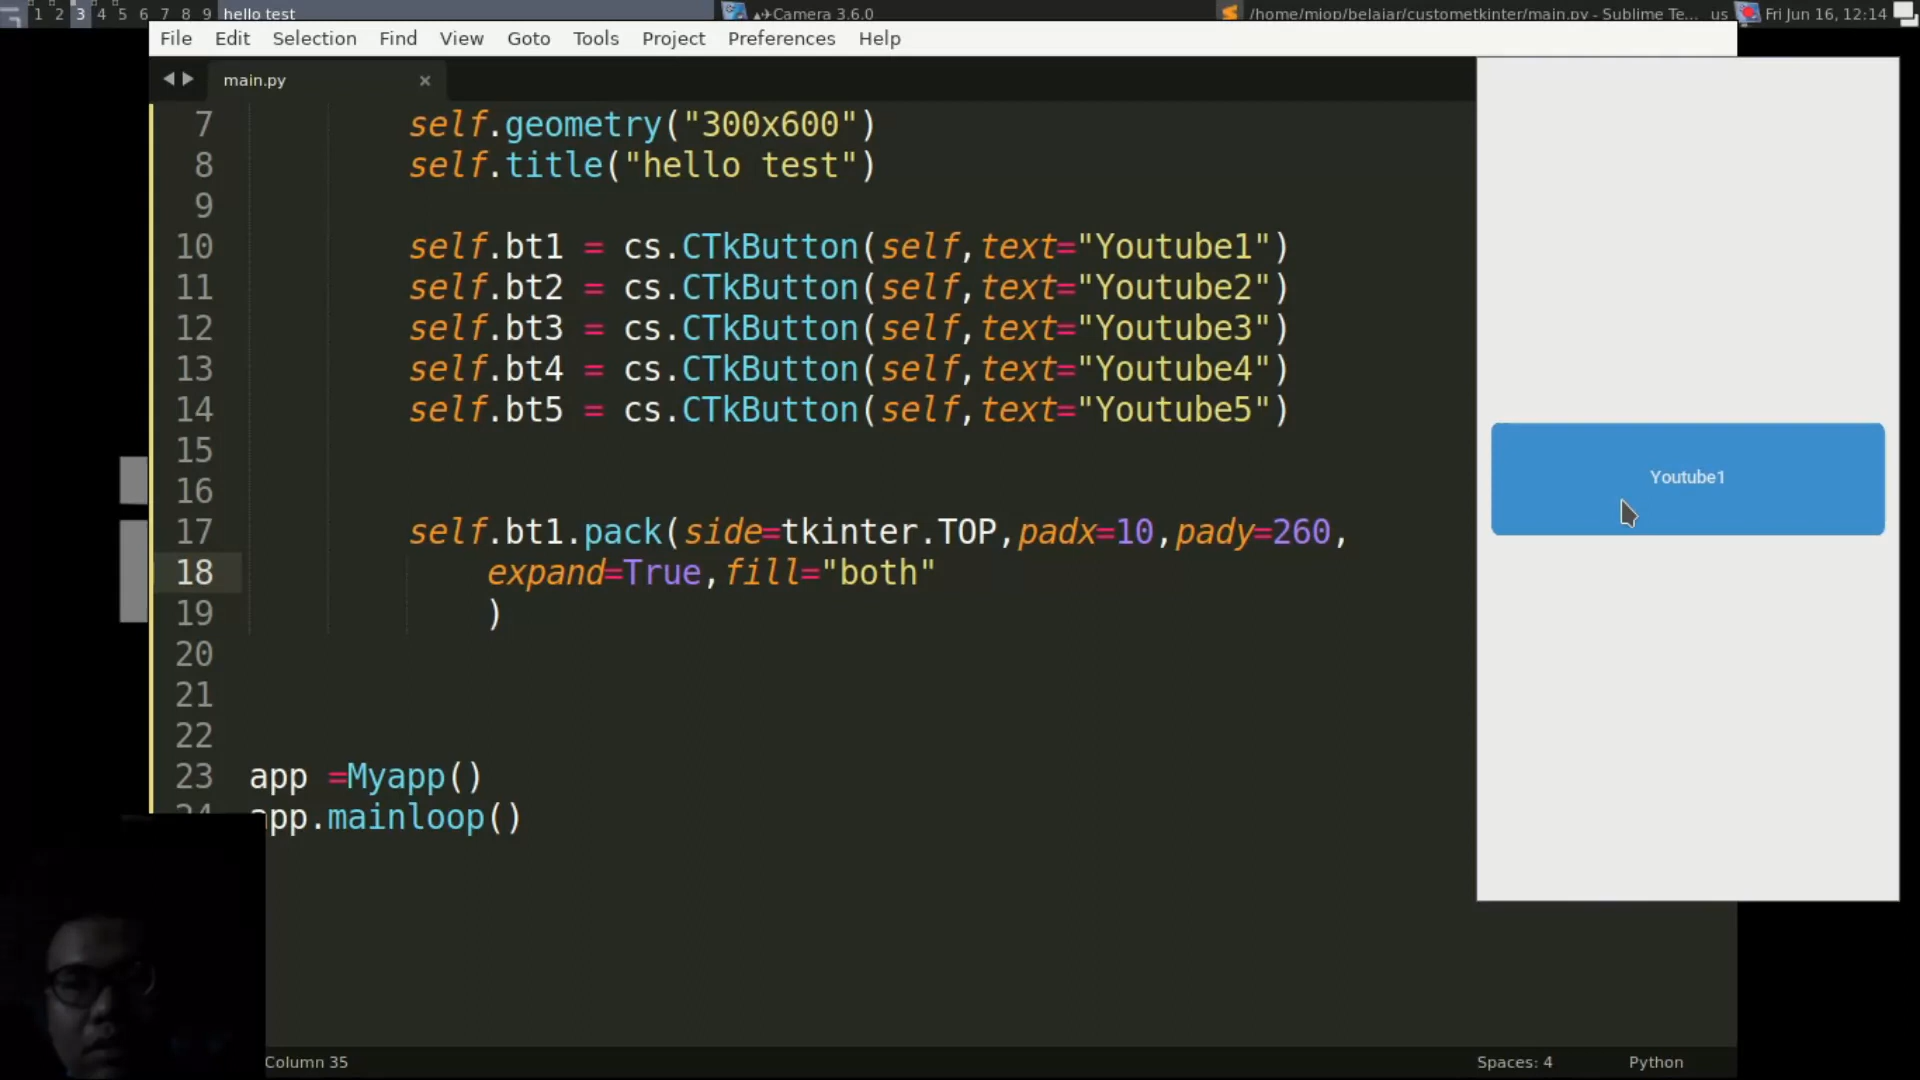 1 2 3 4 5 6 7 8 9 hello test Camera 3.6.0 /home/miop/belajar/custometkinter/main.py - Sublime Te... us Fri Jun 16, 12:14
File Edit Selection Find View Goto Tools Project Preferences Help
main.py ×
7 self.geometry("300x600")
8 self.title("hello test")
9
10 self.bt1 = cs.CTkButton(self,text="Youtube1")
11 self.bt2 = cs.CTkButton(self,text="Youtube2")
12 self.bt3 = cs.CTkButton(self,text="Youtube3")
13 self.bt4 = cs.CTkButton(self,text="Youtube4")
14 self.bt5 = cs.CTkButton(self,text="Youtube5")
15
16
17 self.bt1.pack(side=tkinter.TOP,padx=10,pady=260,
18 expand=True,fill="both"
19 )
20
21
22
23 app =Myapp()
24 app.mainloop()
Youtube1
Column 35 Spaces: 4 Python